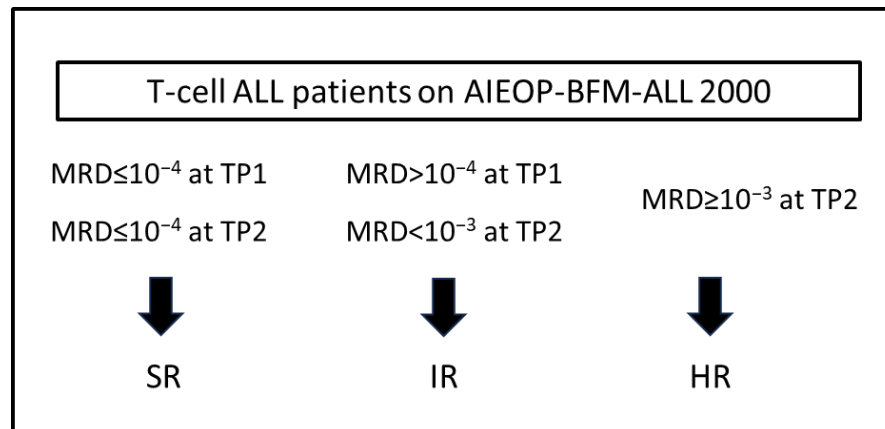 T-cell ALL patients on AIEOP-BFM-ALL 2000
MRD≤10⁻⁴ at TP1
MRD≤10⁻⁴ at TP2
SR
MRD>10⁻⁴ at TP1
MRD<10⁻³ at TP2
IR
MRD≥10⁻³ at TP2
HR